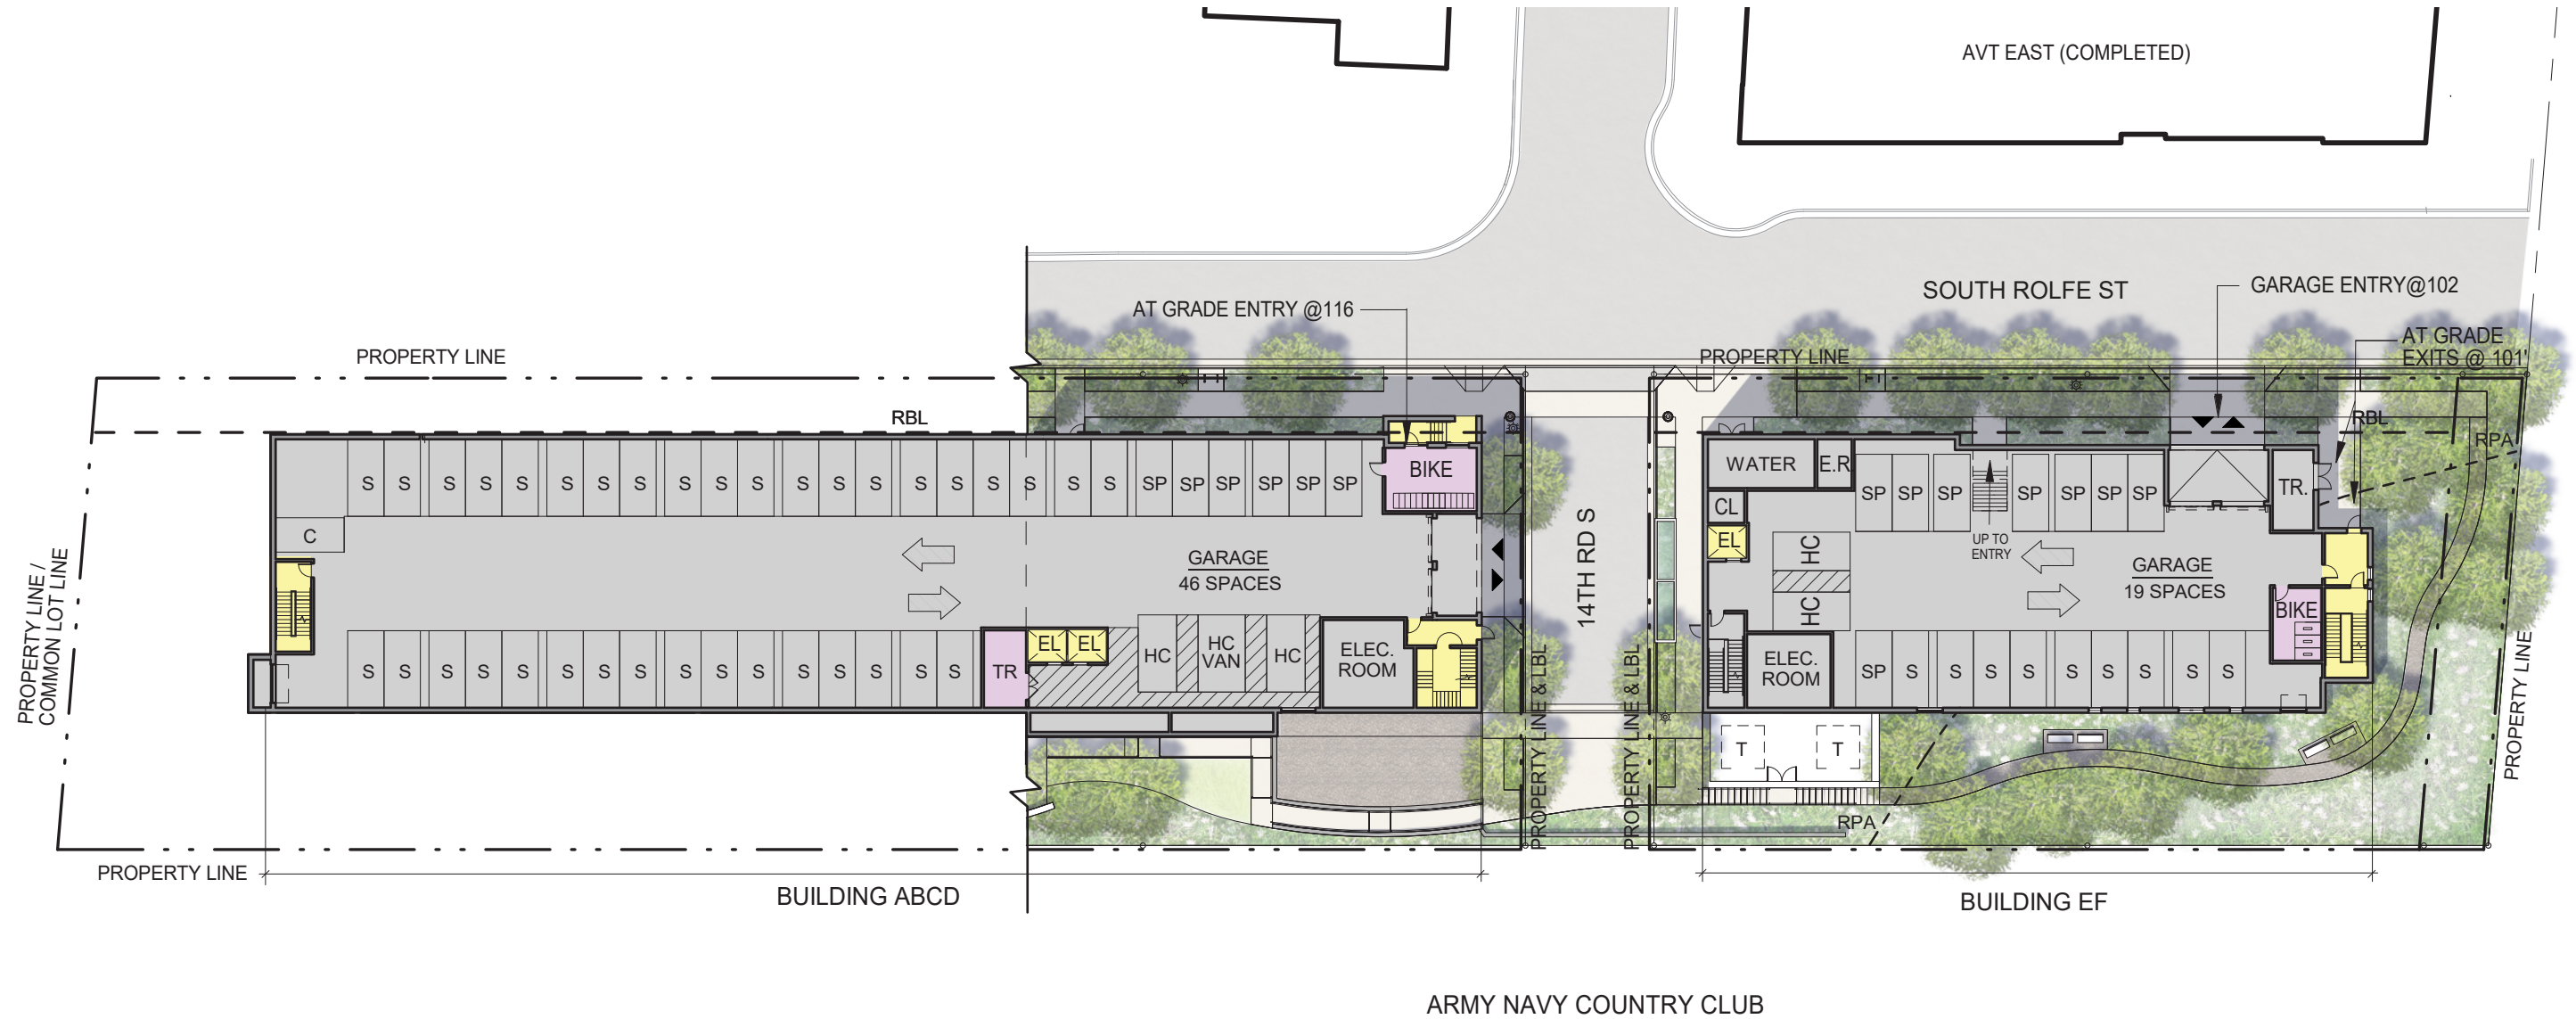 AVT EAST (COMPLETED)
SOUTH ROLFE ST
GARAGE ENTRY@102
AT GRADE ENTRY @116
AT GRADE
EXITS @ 101'
PROPERTY LINE
PROPERTY LINE
RBL
RBL
RPA
S S S S S S S S S S S S S S S S S S S S SP SP SP SP SP SP
BIKE
C
GARAGE
46 SPACES
S S S S S S S S S S S S S S S S
TR
EL EL
HC
HC
VAN
HC
ELEC.
ROOM
PROPERTY LINE /
COMMON LOT LINE
14TH RD S
PROPERTY LINE & LBL
PROPERTY LINE & LBL
WATER
E.R.
CL
EL
SP SP SP SP SP SP SP
TR.
UP TO
ENTRY
HC
HC
GARAGE
19 SPACES
BIKE
ELEC.
ROOM
SP S S S S S S S S S
T T
RPA
PROPERTY LINE
PROPERTY LINE
BUILDING ABCD
BUILDING EF
ARMY NAVY COUNTRY CLUB